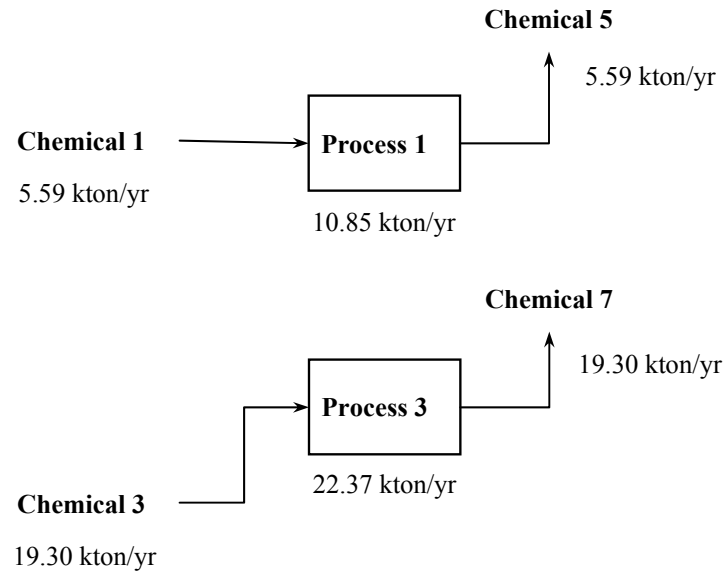 Chemical 5
5.59 kton/yr
Chemical 1
Process 1
5.59 kton/yr
10.85 kton/yr
Chemical 7
19.30 kton/yr
Process 3
22.37 kton/yr
Chemical 3
19.30 kton/yr